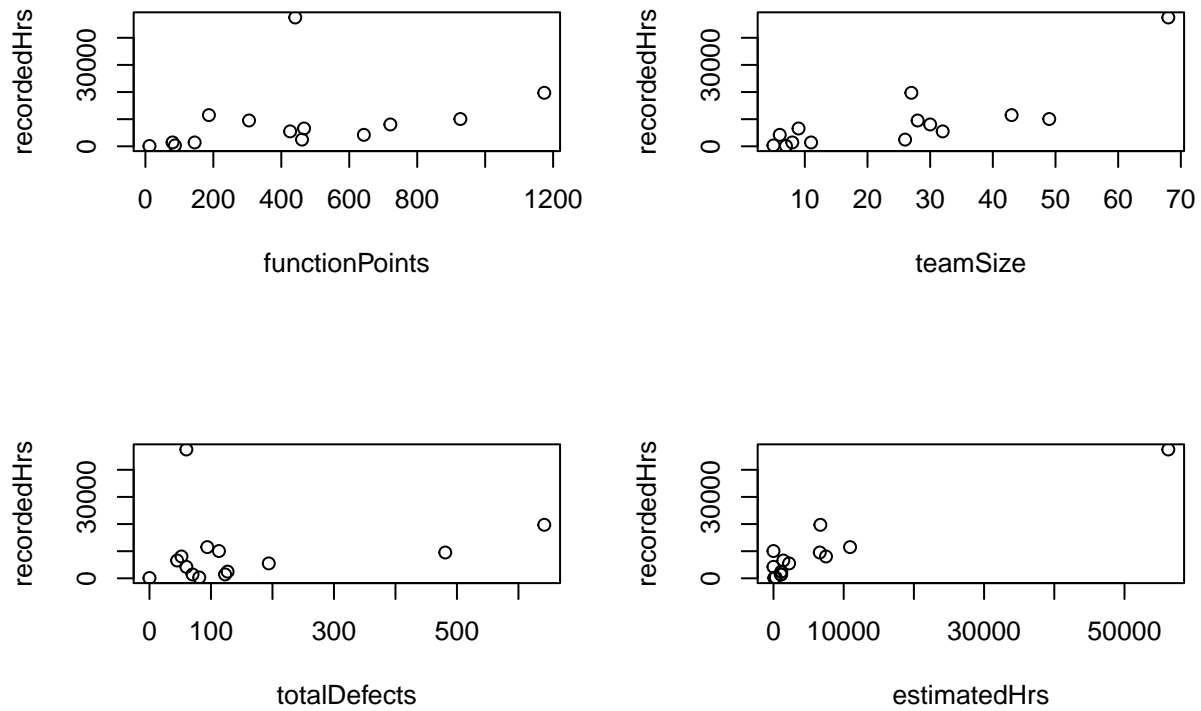 recordedHrs
0 30000
0 200 400 600 800 1200
functionPoints
recordedHrs
0 30000
10 20 30 40 50 60 70
teamSize
recordedHrs
0 30000
0 100 300 500
totalDefects
recordedHrs
0 30000
0 10000 30000 50000
estimatedHrs